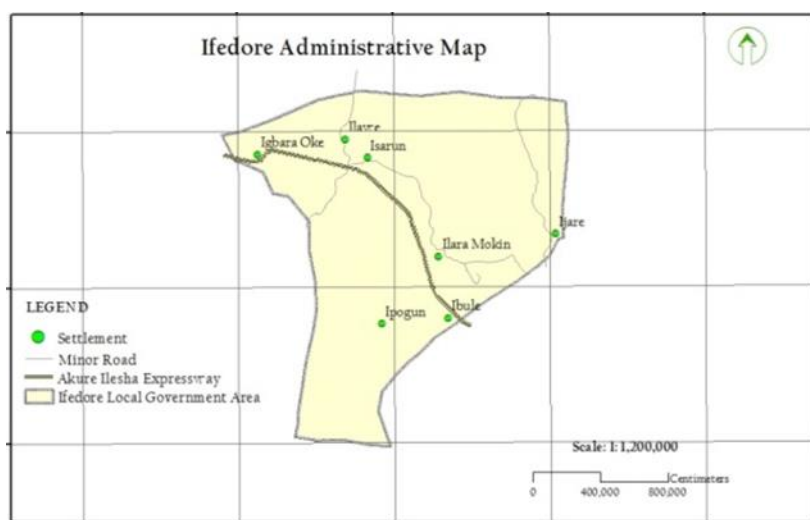 Ifedore Administrative Map
Igbara Oke
Isarun
Ijare
Ilara Mokin
Ipogun
Ibule
LEGEND
Settlement
Minor Road
Akure Ilesha Expressway
Ifedore Local Government Area
Scale: 1:1,200,000
Centimeters
0 400,000 800,000